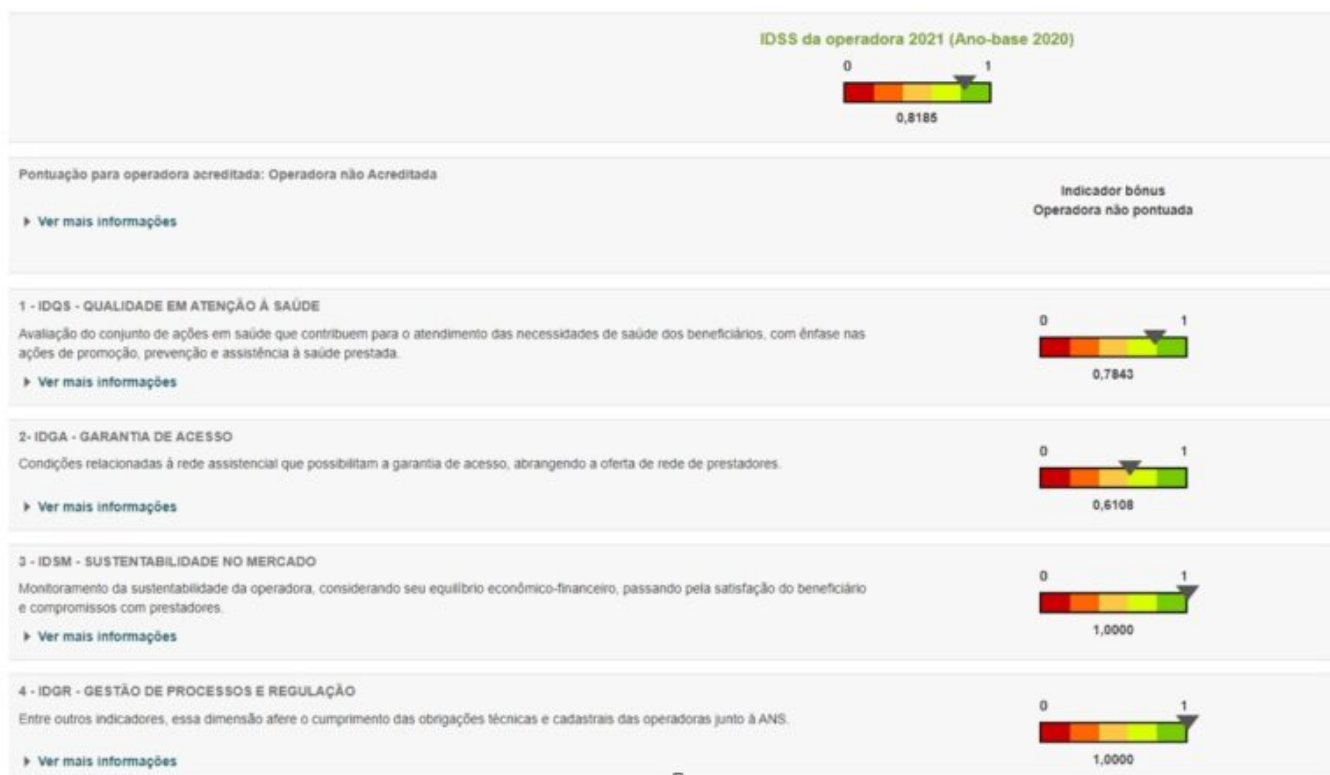 IDSS da operadora 2021 (Ano-base 2020)
0 1
0,8185
Pontuação para operadora acreditada: Operadora não Acreditada
Ver mais informações
Indicador bônus
Operadora não pontuada
1 - IDQS - QUALIDADE EM ATENÇÃO À SAÚDE
Avaliação do conjunto de ações em saúde que contribuem para o atendimento das necessidades de saúde dos beneficiários, com ênfase nas
ações de promoção, prevenção e assistência à saúde prestada.
Ver mais informações
0 1
0,7843
2- IDGA - GARANTIA DE ACESSO
Condições relacionadas à rede assistencial que possibilitam a garantia de acesso, abrangendo a oferta de rede de prestadores.
Ver mais informações
0 1
0,6108
3 - IDSM - SUSTENTABILIDADE NO MERCADO
Monitoramento da sustentabilidade da operadora, considerando seu equilíbrio econômico-financeiro, passando pela satisfação do beneficiário
e compromissos com prestadores.
Ver mais informações
0 1
1,0000
4 - IDGR - GESTÃO DE PROCESSOS E REGULAÇÃO
Entre outros indicadores, essa dimensão afere o cumprimento das obrigações técnicas e cadastrais das operadoras junto à ANS.
Ver mais informações
0 1
1,0000